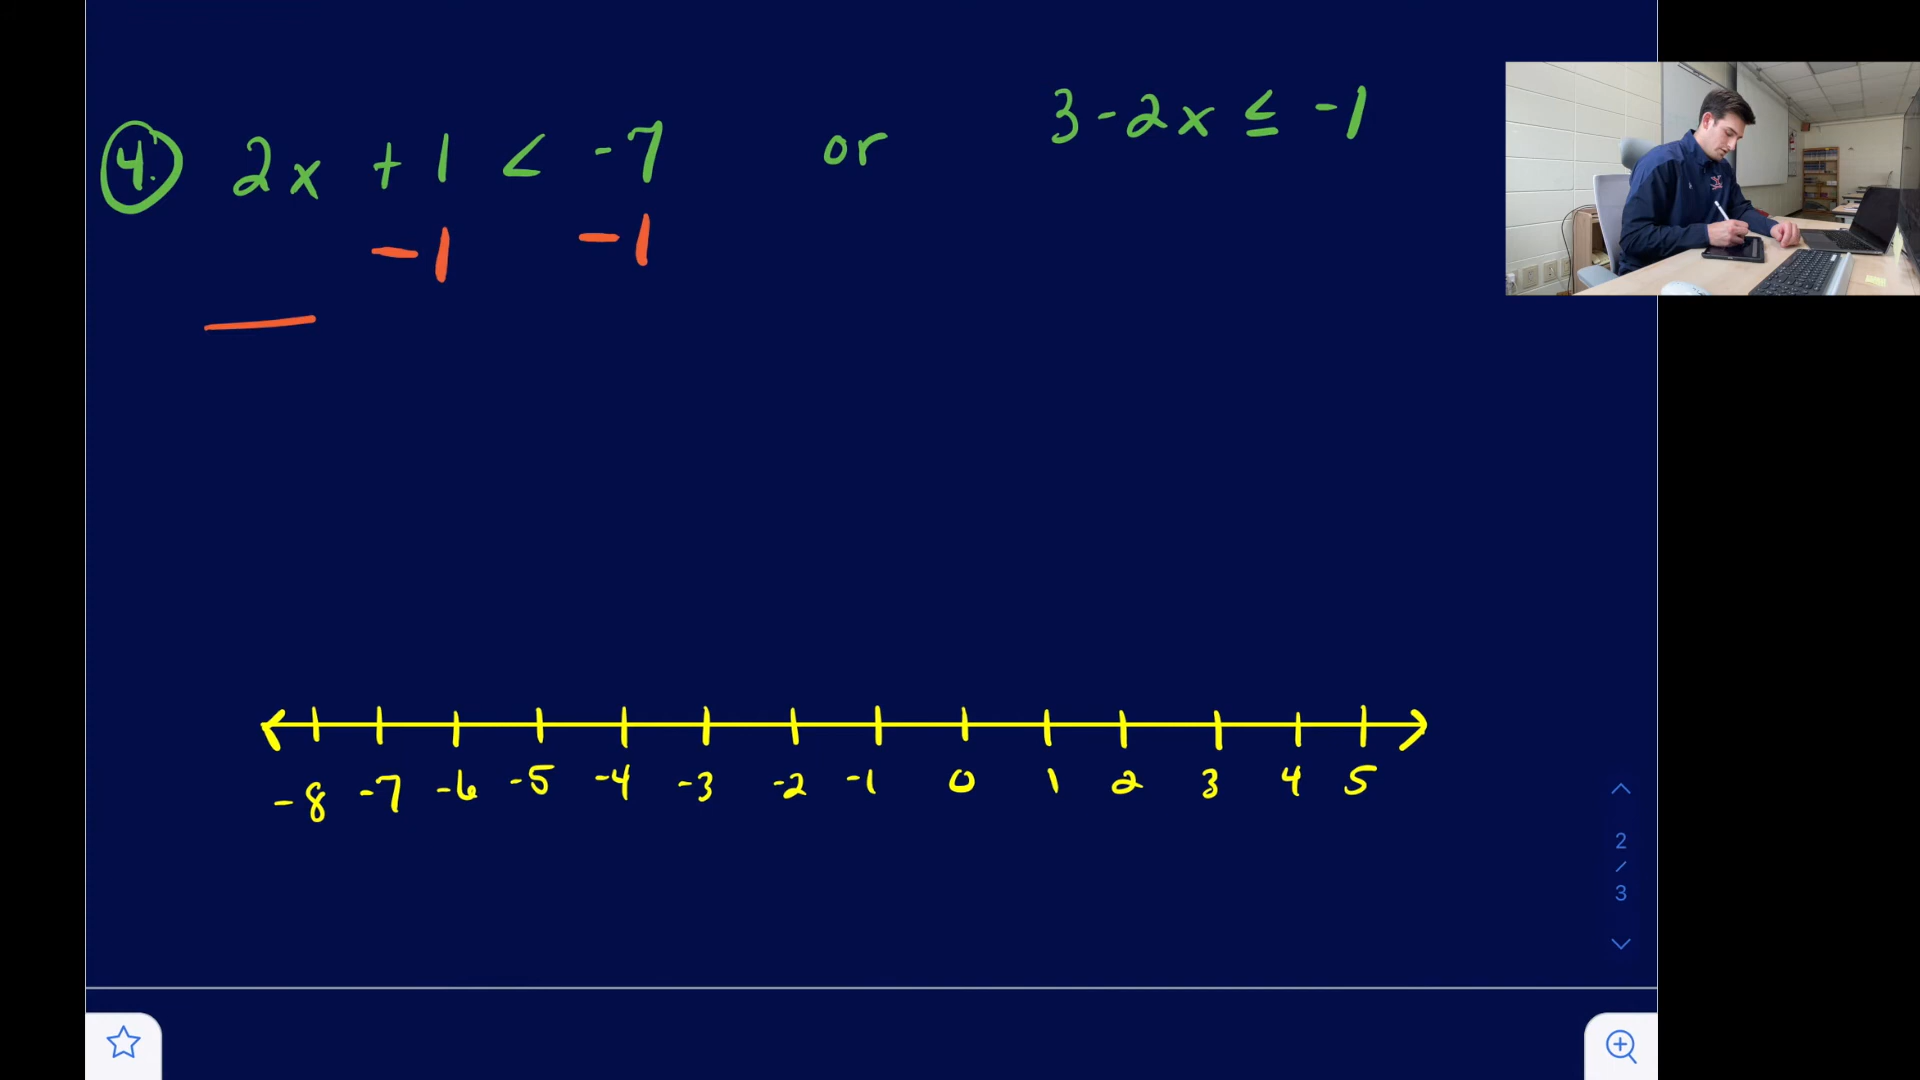 4. 2x + 1 < -7 or 3 - 2x ≤ -1
-1 -1
-8 -7 -6 -5 -4 -3 -2 -1 0 1 2 3 4 5
2
/
3